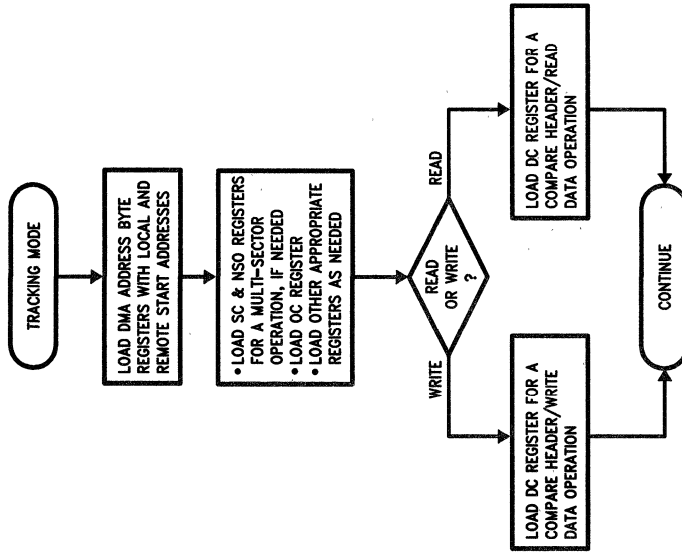 TRACKING MODE
LOAD DMA ADDRESS BYTE
REGISTERS WITH LOCAL AND
REMOTE START ADDRESSES
• LOAD SC & NSO REGISTERS
FOR A MULTI-SECTOR
OPERATION, IF NEEDED
• LOAD OC REGISTER
• LOAD OTHER APPROPRIATE
REGISTERS AS NEEDED
READ
OR WRITE
?
WRITE
READ
LOAD DC REGISTER FOR A
COMPARE HEADER/WRITE
DATA OPERATION
LOAD DC REGISTER FOR A
COMPARE HEADER/READ
DATA OPERATION
CONTINUE